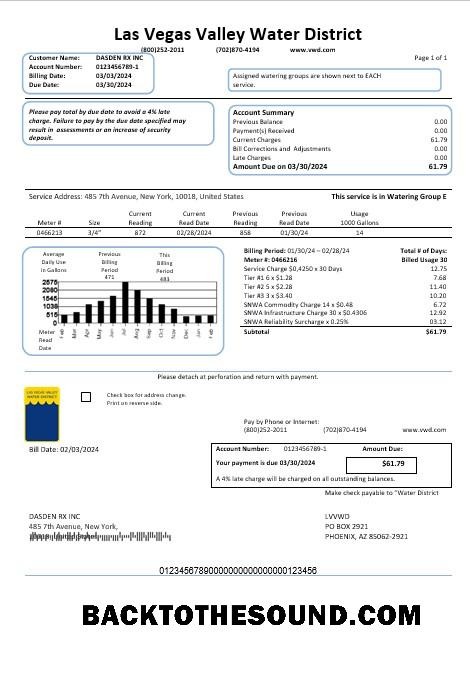 Las Vegas Valley Water District
(800)252-2011 (702)870-4194 www.vwd.com
Page 1 of 1
Customer Name: DASDEN RX INC
Account Number: 0123456789-1
Billing Date: 03/03/2024
Due Date: 03/30/2024
Assigned watering groups are shown next to EACH
service.
Please pay total by due date to avoid a 4% late
charge. Failure to pay by the due date specified may
result in assessments or an increase of security
deposit.
Account Summary
Previous Balance 0.00
Payment(s) Received 0.00
Current Charges 61.79
Bill Corrections and Adjustments 0.00
Late Charges 0.00
Amount Due on 03/30/2024 61.79
Service Address: 485 7th Avenue, New York, 10018, United States This service is in Watering Group E
Current Current Previous Previous Usage
Meter # Size Reading Read Date Reading Read Date 1000 Gallons
0466213 3/4" 872 02/28/2024 858 01/30/24 14
Average Daily Use in Gallons
Previous Billing Period 471
This Billing Period 483
2575
2060
1545
1038
515
0
Feb Mar Apr May Jun Jul Aug Sep Oct Nov Dec Jan Feb
Meter Read Date
Billing Period: 01/30/24 – 02/28/24 Total # of Days:
Meter #: 0466216 Billed Usage 30
Service Charge $0,4250 x 30 Days 12.75
Tier #1 6 x $1.28 7.68
Tier #2 5 x $2.28 11.40
Tier #3 3 x $3.40 10.20
SNWA Commodity Charge 14 x $0.48 6.72
SNWA Infrastructure Charge 30 x $0.4306 12.92
SNWA Reliability Surcharge x 0.25% 03.12
Subtotal $61.79
Please detach at perforation and return with payment.
LAS VEGAS VALLEY
WATER DISTRICT
Check box for address change.
Print on reverse side.
Pay by Phone or Internet:
(800)252-2011 (702)870-4194 www.vwd.com
Bill Date: 02/03/2024
Account Number: 0123456789-1 Amount Due:
Your payment is due 03/30/2024 $61.79
A 4% late charge will be charged on all outstanding balances.
Make check payable to "Water District
DASDEN RX INC
485 7th Avenue, New York,
LVVWD
PO BOX 2921
PHOENIX, AZ 85062-2921
0123456789000000000000000123456
BACKTOTHESOUND.COM